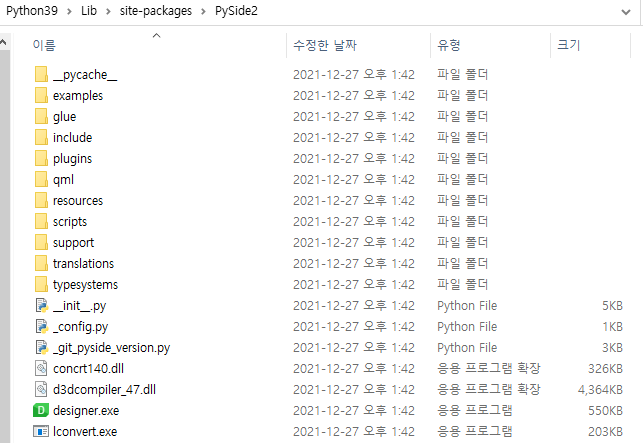 Python39 > Lib > site-packages > PySide2
이름 수정한 날짜 유형 크기
__pycache__ 2021-12-27 오후 1:42 파일 폴더
examples 2021-12-27 오후 1:42 파일 폴더
glue 2021-12-27 오후 1:42 파일 폴더
include 2021-12-27 오후 1:42 파일 폴더
plugins 2021-12-27 오후 1:42 파일 폴더
qml 2021-12-27 오후 1:42 파일 폴더
resources 2021-12-27 오후 1:42 파일 폴더
scripts 2021-12-27 오후 1:42 파일 폴더
support 2021-12-27 오후 1:42 파일 폴더
translations 2021-12-27 오후 1:42 파일 폴더
typesystems 2021-12-27 오후 1:42 파일 폴더
__init__.py 2021-12-27 오후 1:42 Python File 5KB
_config.py 2021-12-27 오후 1:42 Python File 1KB
_git_pyside_version.py 2021-12-27 오후 1:42 Python File 3KB
concrt140.dll 2021-12-27 오후 1:42 응용 프로그램 확장 326KB
d3dcompiler_47.dll 2021-12-27 오후 1:42 응용 프로그램 확장 4,364KB
designer.exe 2021-12-27 오후 1:42 응용 프로그램 550KB
lconvert.exe 2021-12-27 오후 1:42 응용 프로그램 203KB